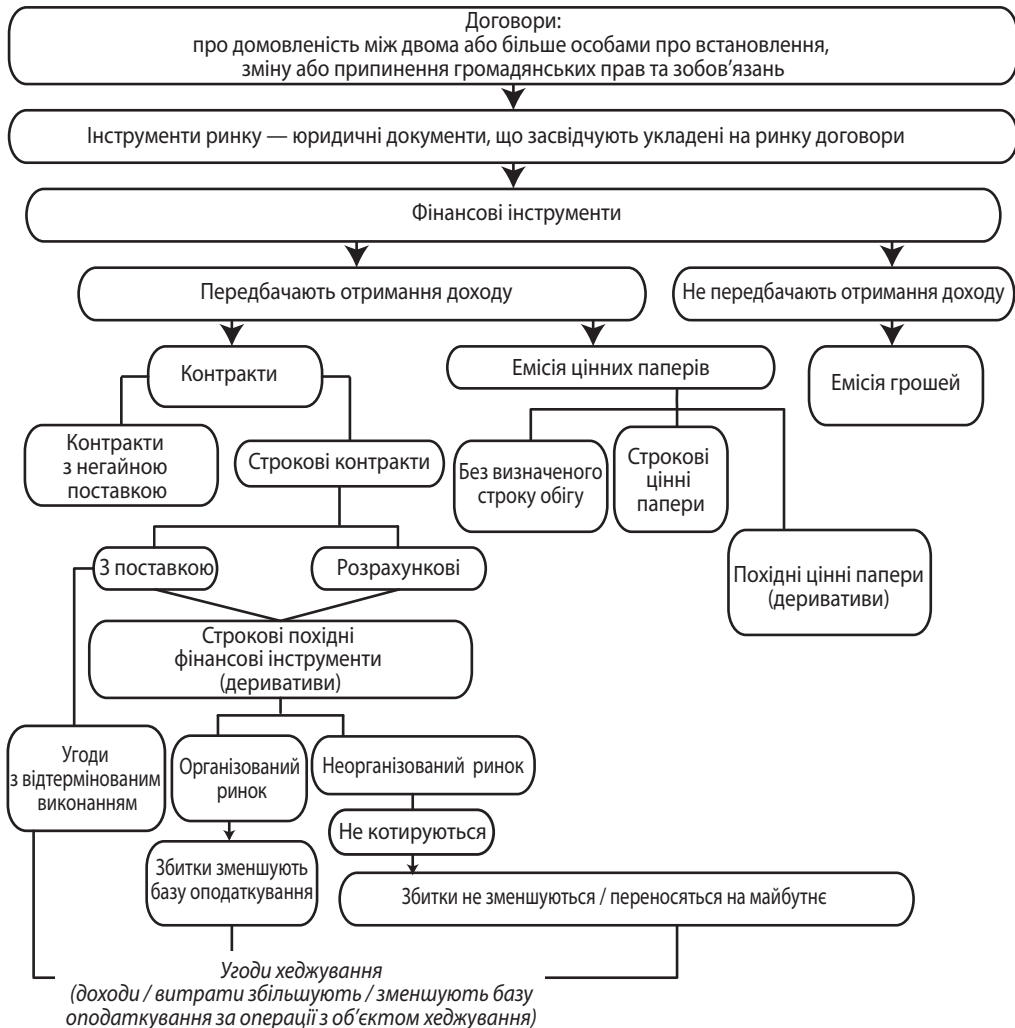 Договори:
про домовленість між двома або більше особами про встановлення,
зміну або припинення громадянських прав та зобов’язань
Інструменти ринку — юридичні документи, що засвідчують укладені на ринку договори
Фінансові інструменти
Передбачають отримання доходу
Не передбачають отримання доходу
Контракти
Емісія цінних паперів
Емісія грошей
Контракти
з негайною
поставкою
Строкові контракти
Без визначеного
строку обігу
Строкові
цінні
папери
З поставкою
Розрахункові
Похідні цінні папери
(деривативи)
Строкові похідні
фінансові інструменти
(деривативи)
Угоди
з відтермінованим
виконанням
Організований
ринок
Неорганізований ринок
Не котируються
Збитки зменшують
базу оподаткування
Збитки не зменшуються / переносяться на майбутнє
Угоди хеджування
(доходи / витрати збільшують / зменшують базу
оподаткування за операції з об’єктом хеджування)